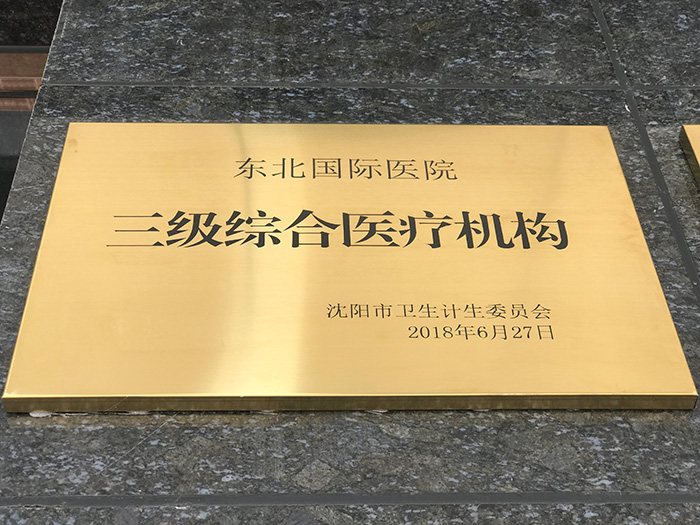 东北国际医院
三级综合医疗机构
沈阳市卫生计生委员会
2018年6月27日